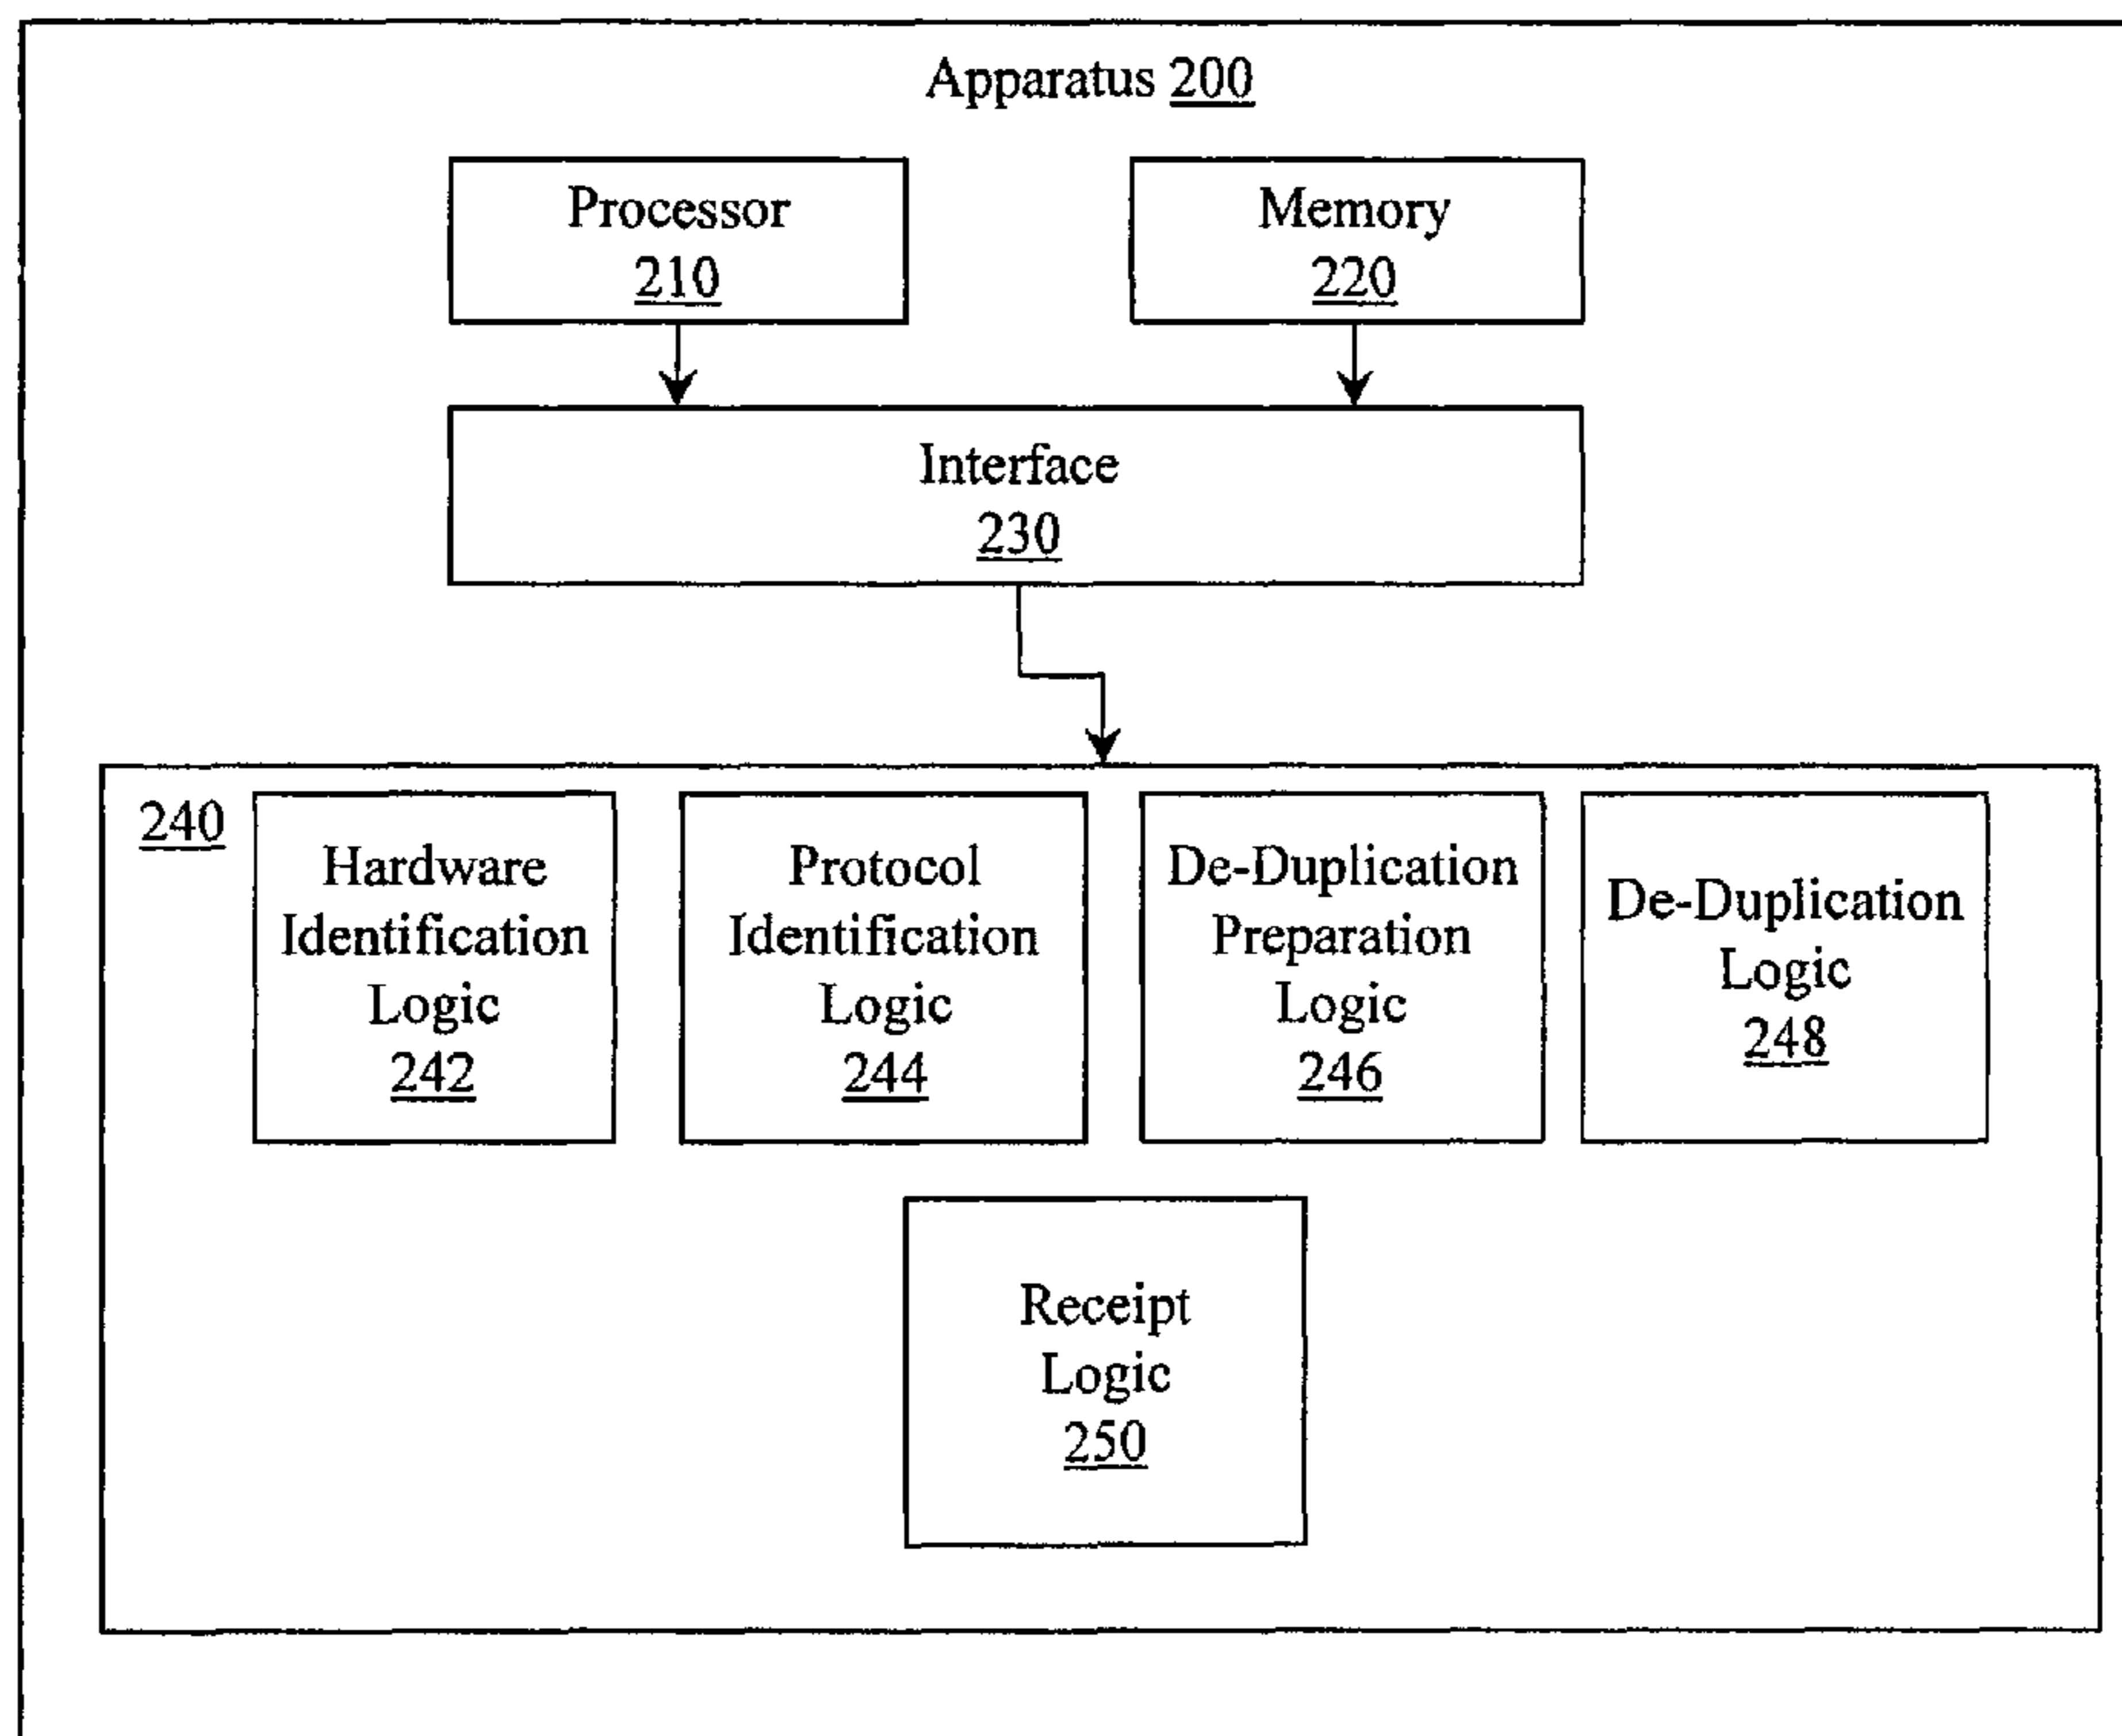 Apparatus 200
Processor
210
Memory
220
Interface
230
240
Hardware
Identification
Logic
242
Protocol
Identification
Logic
244
De-Duplication
Preparation
Logic
246
De-Duplication
Logic
248
Receipt
Logic
250